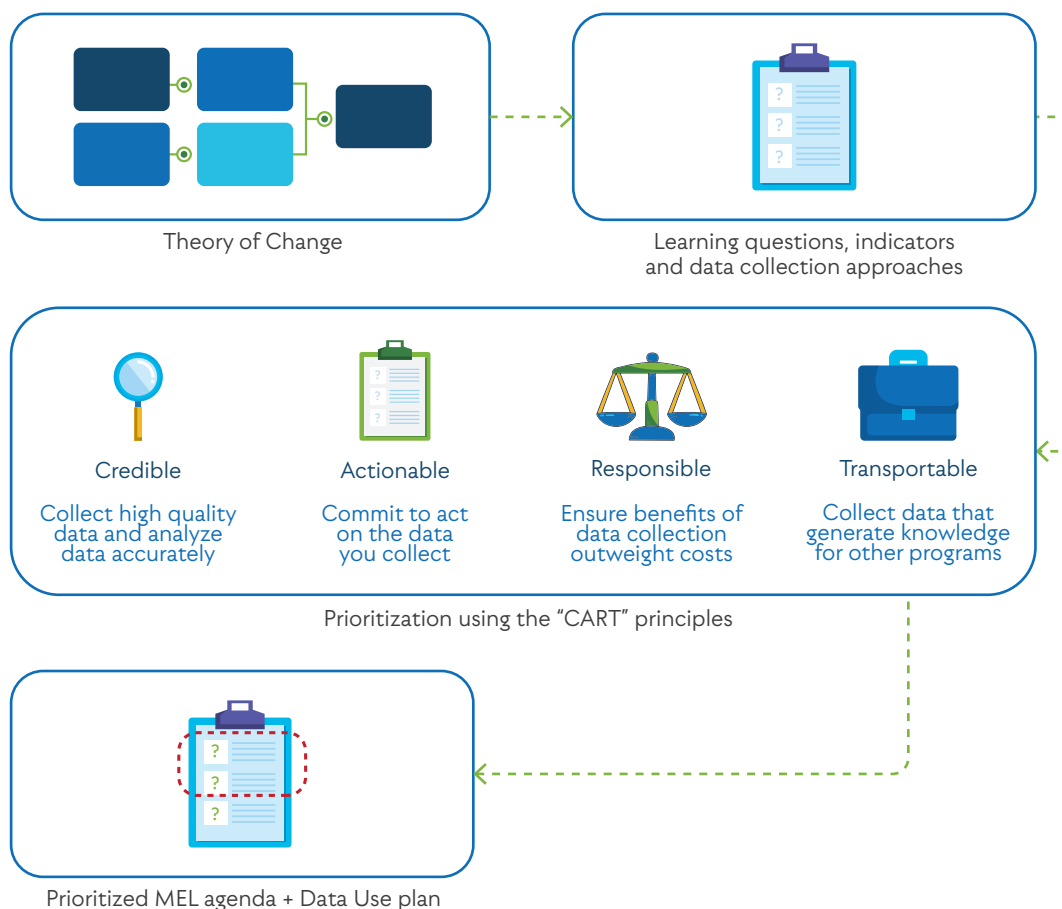 ?
?
?
Theory of Change
Learning questions, indicators
and data collection approaches
?
?
?
Credible
Actionable
Responsible
Transportable
Collect high quality
data and analyze
data accurately
Commit to act
on the data
you collect
Ensure benefits of
data collection
outweight costs
Collect data that
generate knowledge
for other programs
Prioritization using the “CART” principles
?
?
?
Prioritized MEL agenda + Data Use plan